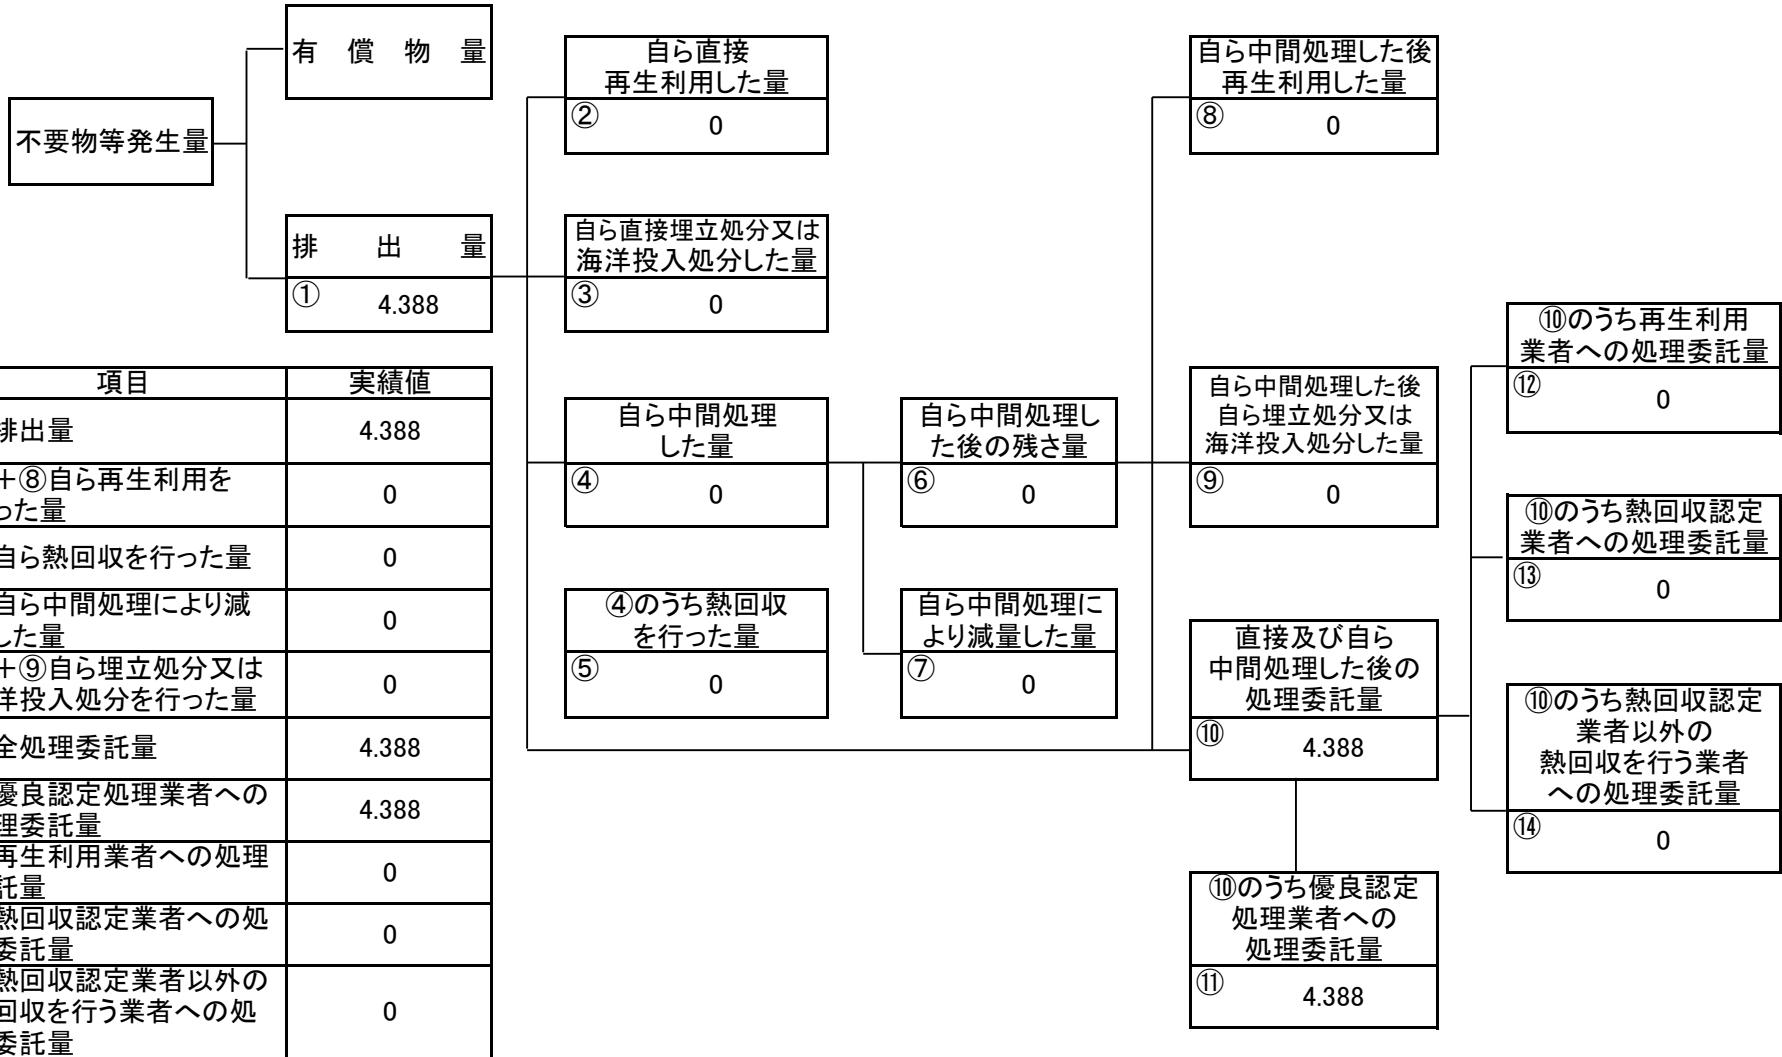 有償物量
不要物等発生量
排出量
① 4.388
自ら直接
再生利用した量
② 0
自ら直接埋立処分又は
海洋投入処分した量
③ 0
自ら中間処理
した量
④ 0
④のうち熱回収
を行った量
⑤ 0
自ら中間処理し
た後の残さ量
⑥ 0
自ら中間処理に
より減量した量
⑦ 0
自ら中間処理した後
再生利用した量
⑧ 0
自ら中間処理した後
自ら埋立処分又は
海洋投入処分した量
⑨ 0
直接及び自ら
中間処理した後の
処理委託量
⑩ 4.388
⑩のうち優良認定
処理業者への
処理委託量
⑪ 4.388
⑩のうち再生利用
業者への処理委託量
⑫ 0
⑩のうち熱回収認定
業者への処理委託量
⑬ 0
⑩のうち熱回収認定
業者以外の
熱回収を行う業者
への処理委託量
⑭ 0
項目 実績値
排出量 4.388
+⑧自ら再生利用を
った量 0
自ら熱回収を行った量 0
自ら中間処理により減
した量 0
+⑨自ら埋立処分又は
洋投入処分を行った量 0
全処理委託量 4.388
優良認定処理業者への
理委託量 4.388
再生利用業者への処理
託量 0
熱回収認定業者への処
委託量 0
熱回収認定業者以外の
回収を行う業者への処
委託量 0